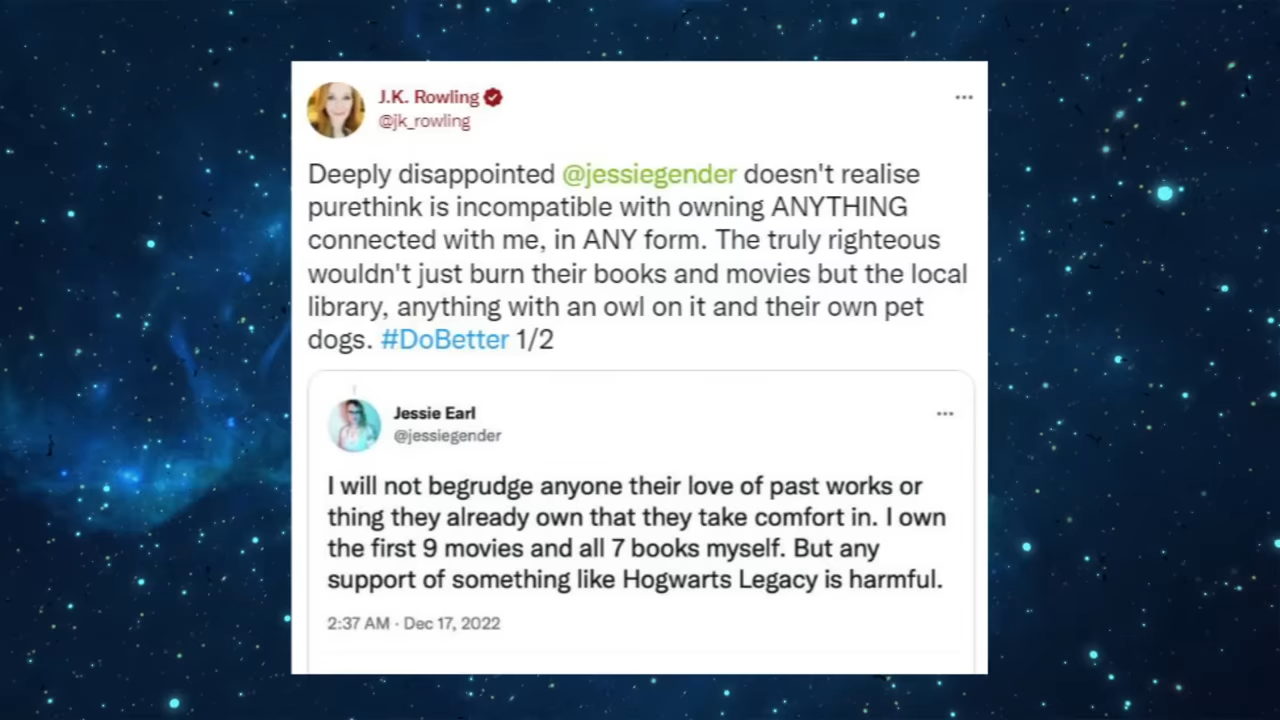 J.K. Rowling
@jk_rowling
Deeply disappointed @jessiegender doesn't realise
purethink is incompatible with owning ANYTHING
connected with me, in ANY form. The truly righteous
wouldn't just burn their books and movies but the local
library, anything with an owl on it and their own pet
dogs. #DoBetter 1/2
Jessie Earl
@jessiegender
I will not begrudge anyone their love of past works or
thing they already own that they take comfort in. I own
the first 9 movies and all 7 books myself. But any
support of something like Hogwarts Legacy is harmful.
2:37 AM · Dec 17, 2022